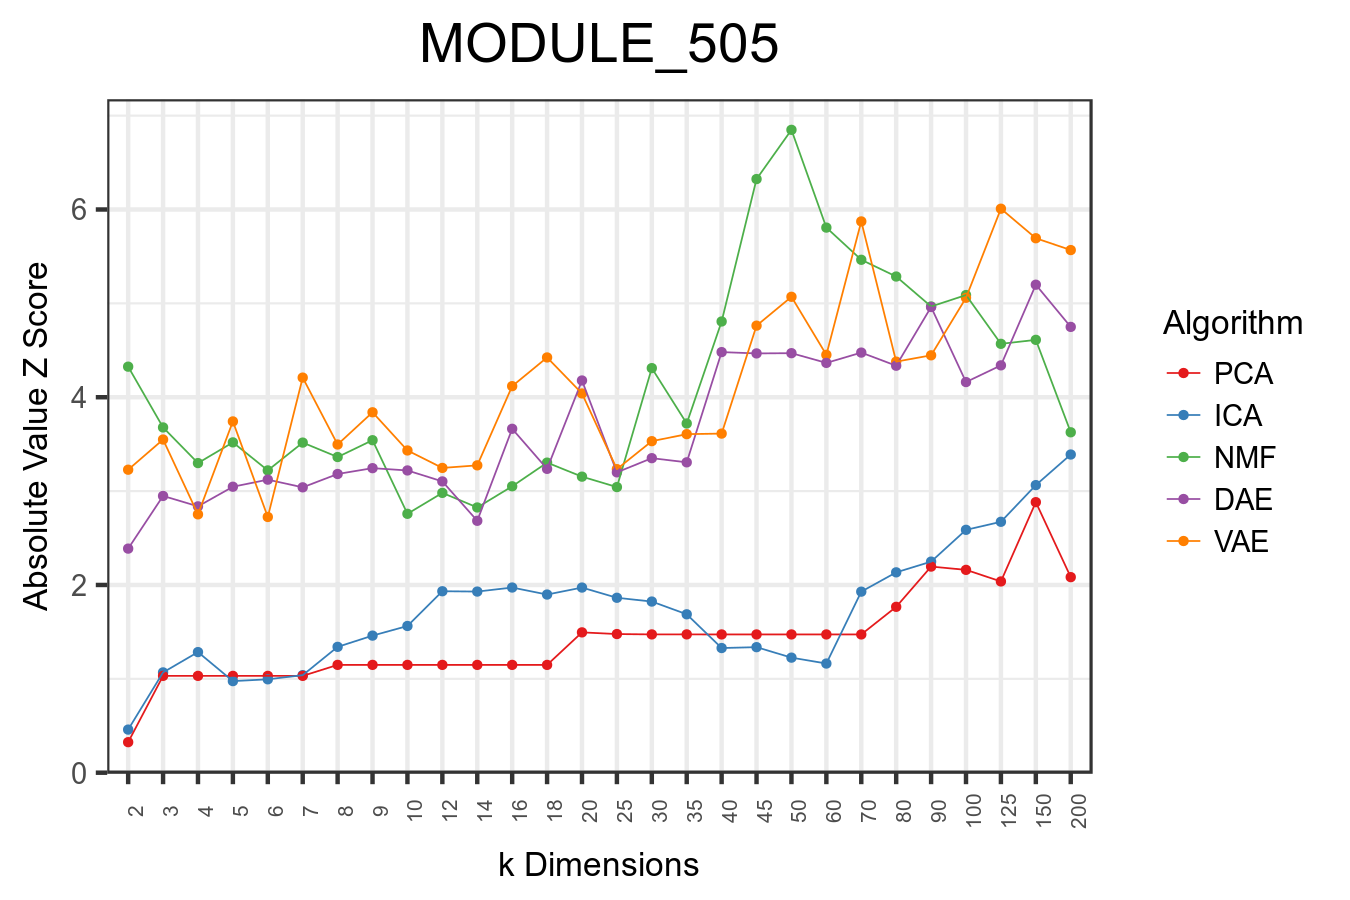 MODULE_505
Absolute Value Z Score
6
4
2
0
2 3 4 5 6 7 8 9 10 12 14 16 18 20 25 30 35 40 45 50 60 70 80 90 100 125 150 200
k Dimensions
Algorithm
PCA
ICA
NMF
DAE
VAE